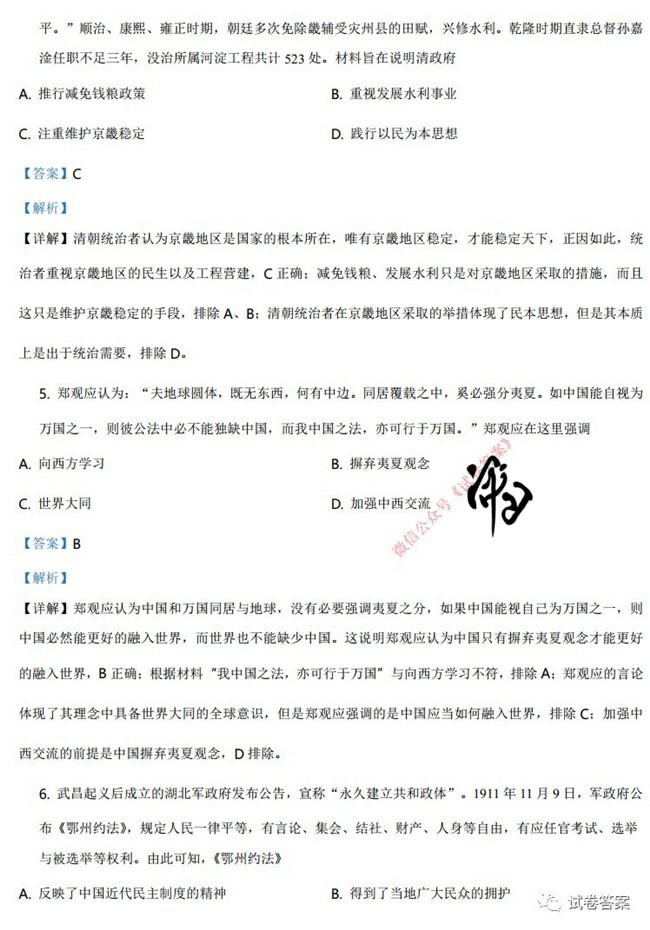 平。”顺治、康熙、雍正时期，朝廷多次免除畿辅受灾州县的田赋，兴修水利。乾隆时期直隶总督孙嘉
淦任职不足三年，没治所属河淀工程共计 523 处。材料旨在说明清政府
A. 推行减免钱粮政策 B. 重视发展水利事业
C. 注重维护京畿稳定 D. 践行以民为本思想
【答案】C
【解析】
【详解】清朝统治者认为京畿地区是国家的根本所在，唯有京畿地区稳定，才能稳定天下，正因如此，统
治者重视京畿地区的民生以及工程营建，C 正确；减免钱粮、发展水利只是对京畿地区采取的措施，而且
这只是维护京畿稳定的手段，排除 A、B；清朝统治者在京畿地区采取的举措体现了民本思想，但是其本质
上是出于统治需要，排除 D。
5. 郑观应认为：“夫地球圆体，既无东西，何有中边。同居覆载之中，奚必强分夷夏。如中国能自视为
万国之一，则彼公法中必不能独缺中国，而我中国之法，亦可行于万国。”郑观应在这里强调
A. 向西方学习 B. 摒弃夷夏观念
C. 世界大同 D. 加强中西交流
微信公众号《试卷答案》
【答案】B
【解析】
【详解】郑观应认为中国和万国同居与地球，没有必要强调夷夏之分，如果中国能视自己为万国之一，则
中国必然能更好的融入世界，而世界也不能缺少中国。这说明郑观应认为中国只有摒弃夷夏观念才能更好
的融入世界，B 正确；根据材料“我中国之法，亦可行于万国”与向西方学习不符，排除 A；郑观应的言论
体现了其理念中具备世界大同的全球意识，但是郑观应强调的是中国应当如何融入世界，排除 C；加强中
西交流的前提是中国摒弃夷夏观念，D 排除。
6. 武昌起义后成立的湖北军政府发布公告，宣称“永久建立共和政体”。1911 年 11 月 9 日，军政府公
布《鄂州约法》，规定人民一律平等，有言论、集会、结社、财产、人身等自由，有应任官考试、选举
与被选举等权利。由此可知，《鄂州约法》
A. 反映了中国近代民主制度的精神 B. 得到了当地广大民众的拥护
试卷答案